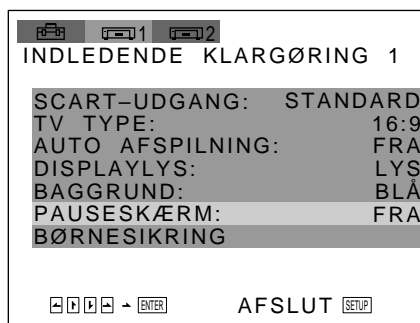 1 2
INDLEDENDE KLARGØRING 1
SCART–UDGANG: STANDARD
TV TYPE: 16:9
AUTO AFSPILNING: FRA
DISPLAYLYS: LYS
BAGGRUND: BLÅ
PAUSESKÆRM: FRA
BØRNESIKRING
ENTER AFSLUT SETUP